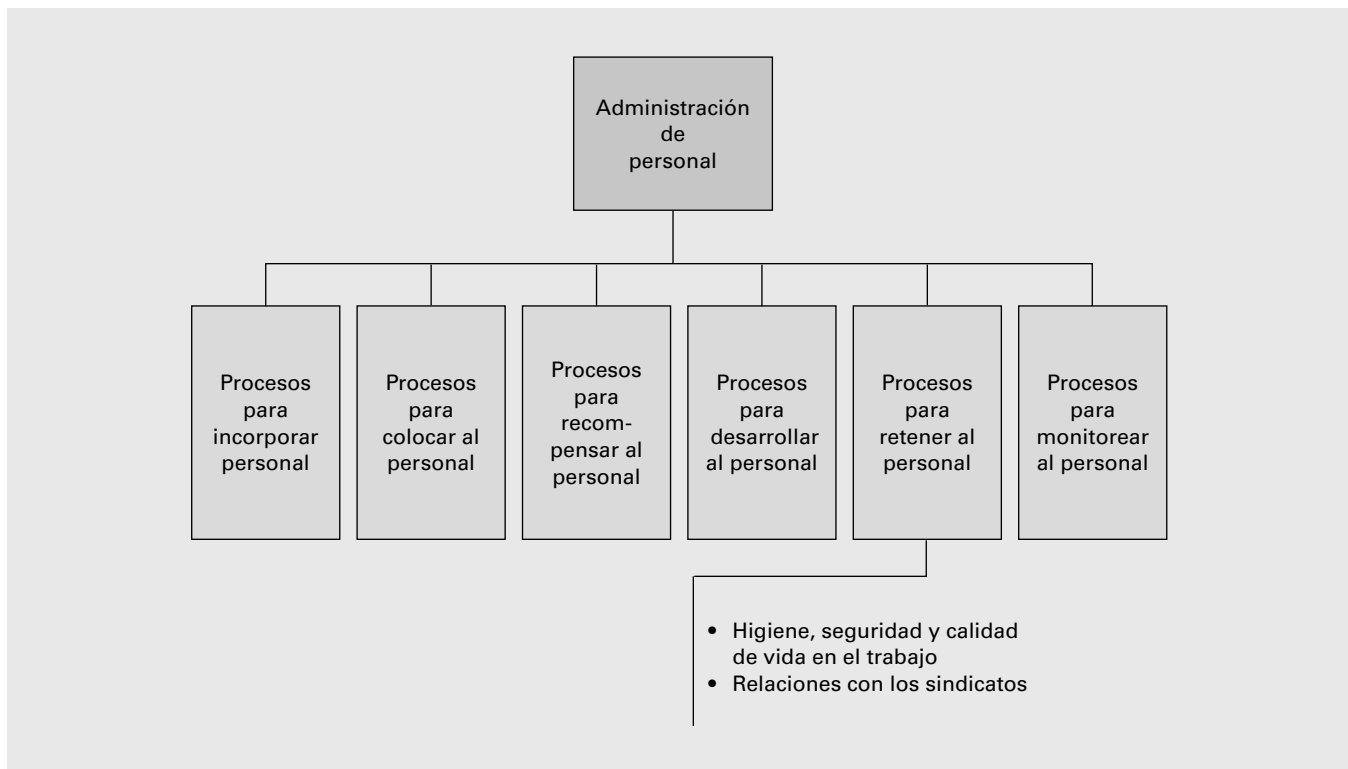 Administración
de
personal
Procesos
para
incorporar
personal
Procesos
para
colocar al
personal
Procesos
para
recom-
pensar al
personal
Procesos
para
desarrollar
al personal
Procesos
para
retener al
personal
Procesos
para
monitorear
al personal
• Higiene, seguridad y calidad
de vida en el trabajo
• Relaciones con los sindicatos